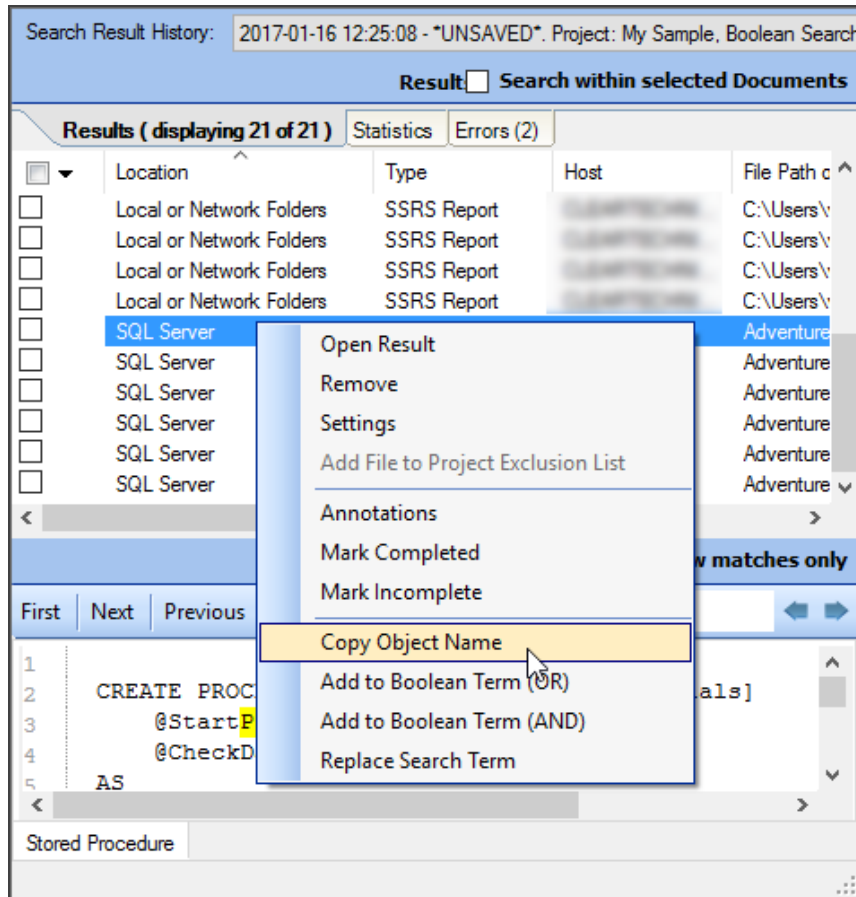 Search Result History: 2017-01-16 12:25:08 - *UNSAVED*. Project: My Sample, Boolean Search
Result: Search within selected Documents
Results ( displaying 21 of 21 ) Statistics Errors (2)
Location Type Host File Path
Local or Network Folders SSRS Report C:\Users\
Local or Network Folders SSRS Report C:\Users\
Local or Network Folders SSRS Report C:\Users\
Local or Network Folders SSRS Report C:\Users\
SQL Server Adventure
SQL Server Adventure
SQL Server Adventure
SQL Server Adventure
SQL Server Adventure
SQL Server Adventure
Open Result
Remove
Settings
Add File to Project Exclusion List
Annotations
Mark Completed
Mark Incomplete
Copy Object Name
Add to Boolean Term (OR)
Add to Boolean Term (AND)
Replace Search Term
w matches only
First Next Previous
1
2 CREATE PROC als]
3 @StartP
4 @CheckD
5 AS
Stored Procedure